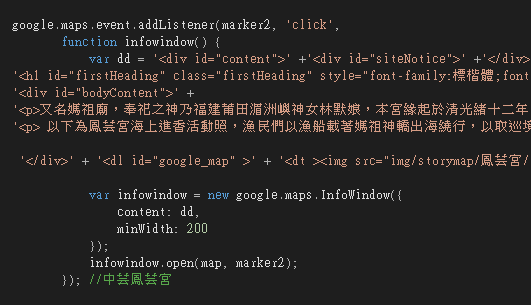 google.maps.event.addListener(marker2, 'click',
function infowindow() {
var dd = '<div id="content">' +'<div id="siteNotice">' +'</div>
'<h1 id="firstHeading" class="firstHeading" style="font-family:標楷體;font
'<div id="bodyContent">' +
'<p>又名媽祖廟，奉祀之神乃福建莆田湄洲嶼神女林默娘，本宮緣起於清光緒十二年
'<p> 以下為鳳芸宮海上進香活動照，漁民們以漁船載著媽祖神轎出海繞行，以取巡境
'</div>' + '<dl id="google_map" >' + '<dt ><img src="img/storymap/鳳芸宮/
var infowindow = new google.maps.InfoWindow({
content: dd,
minWidth: 200
});
infowindow.open(map, marker2);
}); //中芸鳳芸宮